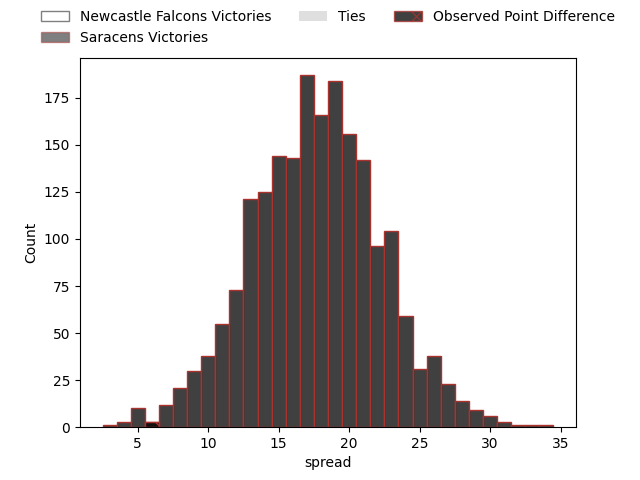 Newcastle Falcons Victories
Ties
Observed Point Difference
Saracens Victories
175
150
125
100
75
50
25
0
Count
5
10
15
20
25
30
35
spread